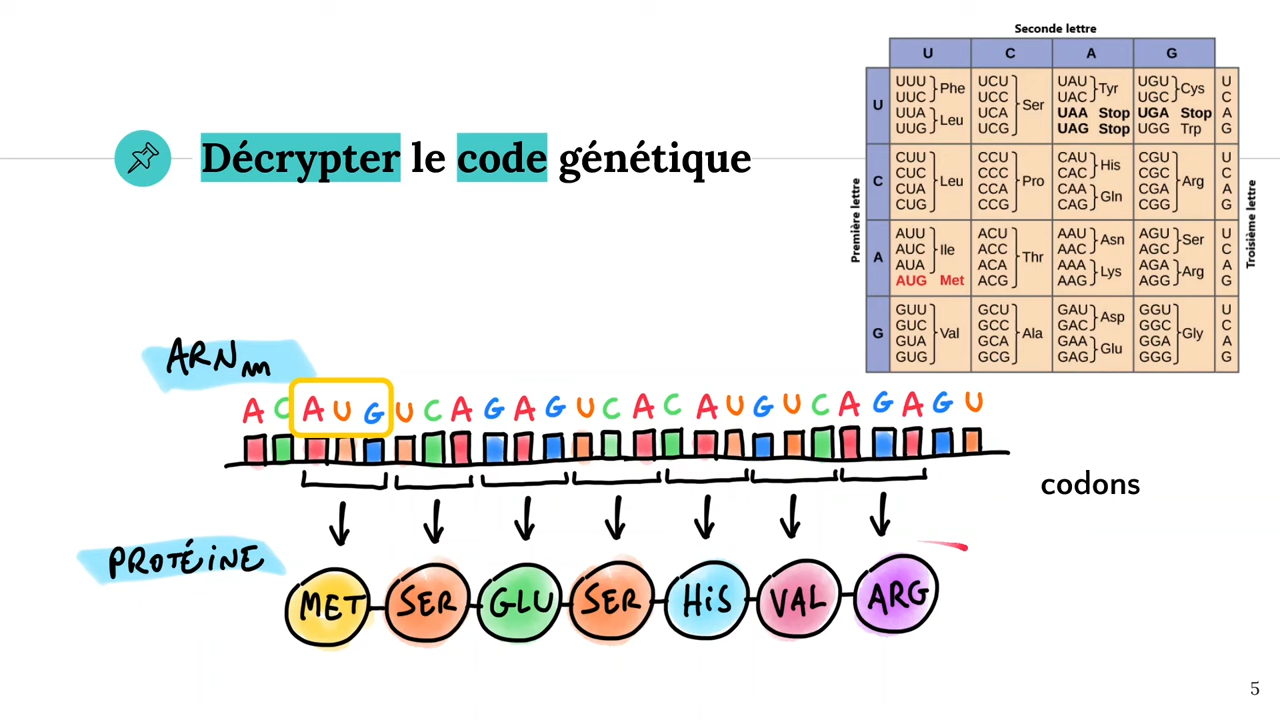 Seconde lettre
U C A G
Première lettre
Troisième lettre
U
UUU UUC Phe
UUA UUG Leu
UCU UCC UCA UCG Ser
UAU UAC Tyr
UAA Stop
UAG Stop
UGU UGC Cys
UGA Stop
UGG Trp
U C A G
C
CUU CUC CUA CUG Leu
CCU CCC CCA CCG Pro
CAU CAC His
CAA CAG Gln
CGU CGC CGA CGG Arg
U C A G
A
AUU AUC AUA Ile
AUG Met
ACU ACC ACA ACG Thr
AAU AAC Asn
AAA AAG Lys
AGU AGC Ser
AGA AGG Arg
U C A G
G
GUU GUC GUA GUG Val
GCU GCC GCA GCG Ala
GAU GAC Asp
GAA GAG Glu
GGU GGC GGA GGG Gly
U C A G
Décrypter le code génétique
ARNm
A C A U G U C A G A G U C A C A U G U C A G A G U
codons
PROTÉINE
MET SER GLU SER HiS VAL ARG
5